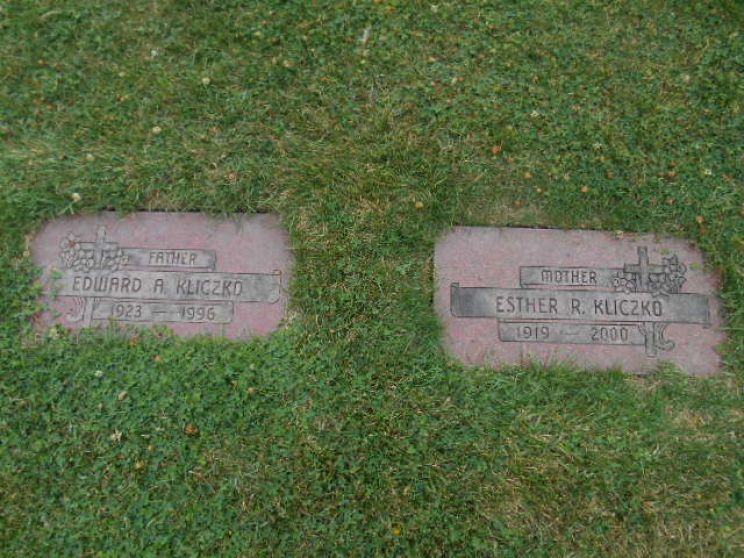 FATHER
EDWARD A. KLICZKO
1923 — 1996
MOTHER
ESTHER R. KLICZKO
1919 — 2000